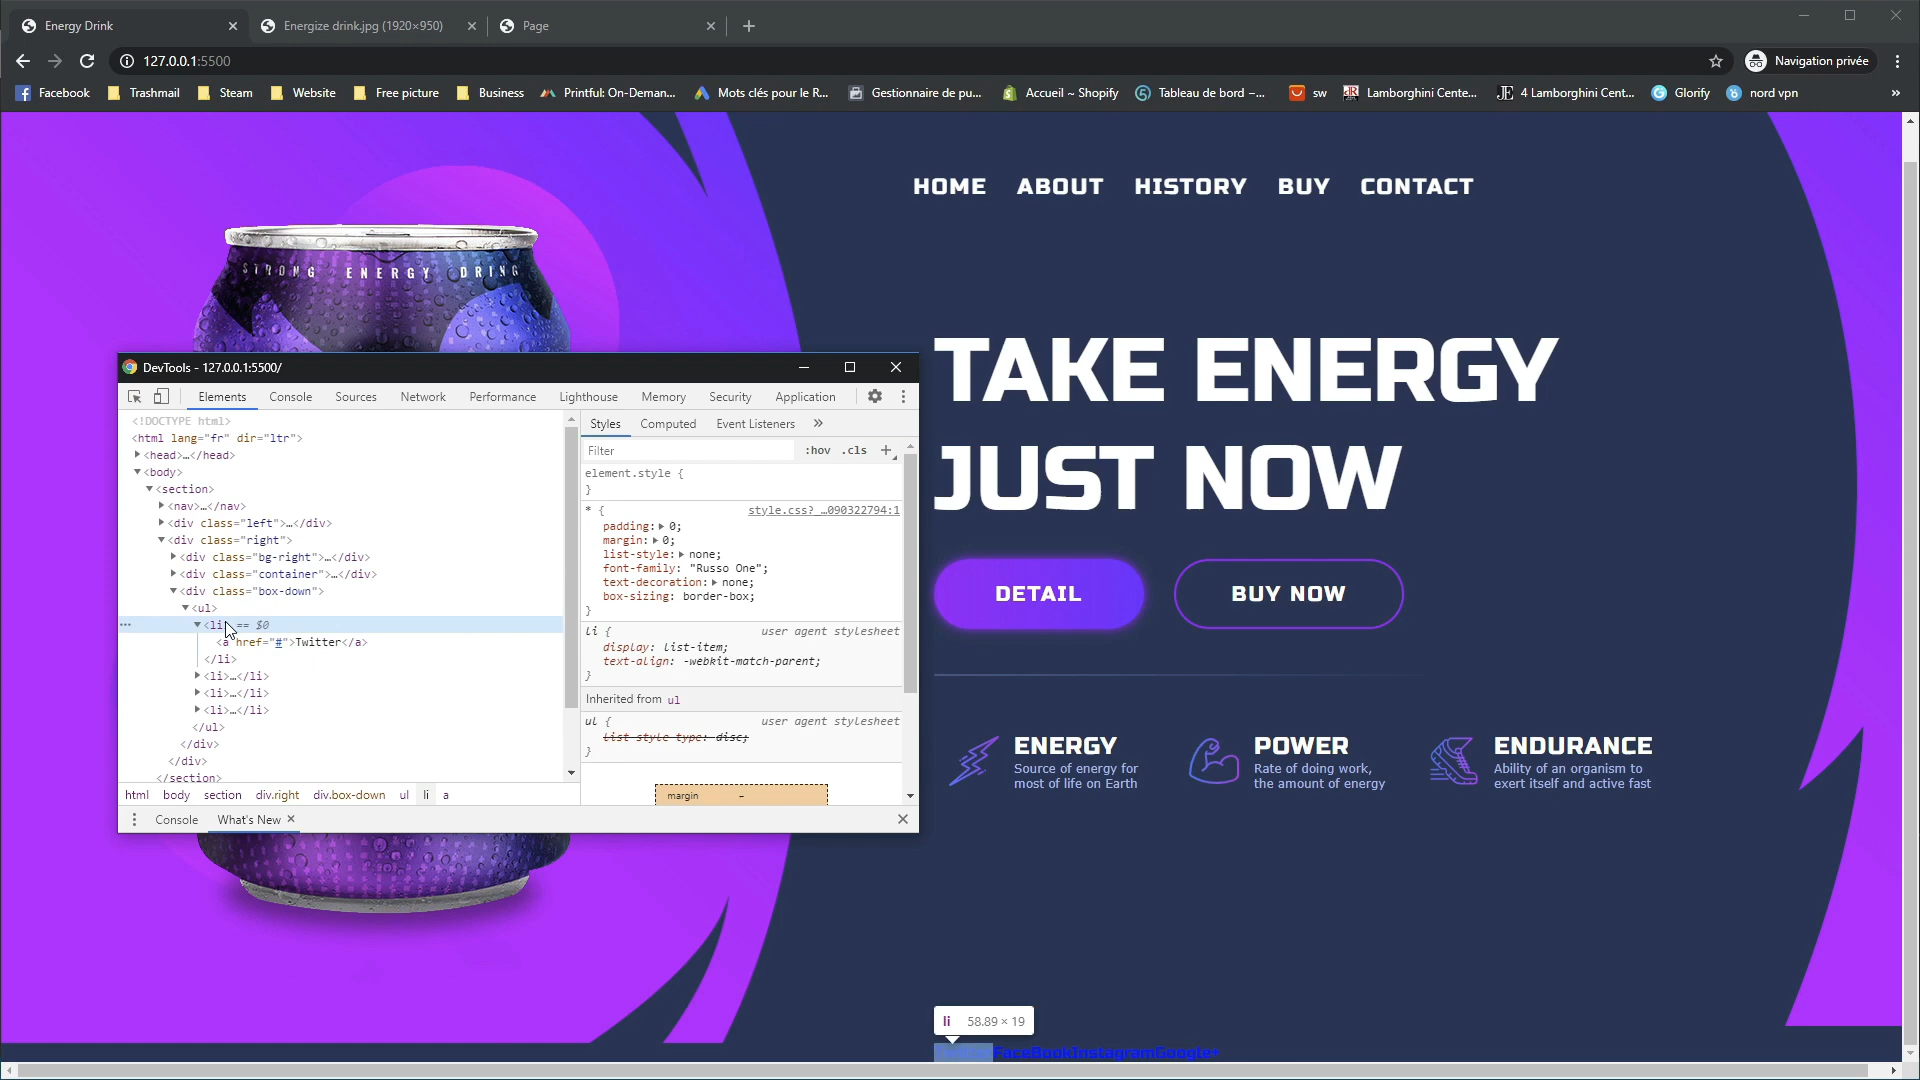 Energy Drink
Energize drink.jpg (1920×950)
Page
127.0.0.1:5500
Navigation privée
Facebook
Trashmail
Steam
Website
Free picture
Business
Printful: On-Deman...
Mots clés pour le R...
Gestionnaire de pu...
Accueil ~ Shopify
Tableau de bord –...
sw
Lamborghini Cente...
4 Lamborghini Cent...
Glorify
nord vpn
»
HOME ABOUT HISTORY BUY CONTACT
STRONG ENERGY DRING
TAKE ENERGY
JUST NOW
DETAIL
BUY NOW
ENERGY
Source of energy for
most of life on Earth
POWER
Rate of doing work,
the amount of energy
ENDURANCE
Ability of an organism to
exert itself and active fast
DevTools - 127.0.0.1:5500/
Elements Console Sources Network Performance Lighthouse Memory Security Application
<!DOCTYPE html>
<html lang="fr" dir="ltr">
<head>…</head>
<body>
<section>
<nav>…</nav>
<div class="left">…</div>
<div class="right">
<div class="bg-right">…</div>
<div class="container">…</div>
<div class="box-down">
<ul>
<li> == $0
<a href="#">Twitter</a>
</li>
<li>…</li>
<li>…</li>
<li>…</li>
</ul>
</div>
</div>
</section>
html body section div.right div.box-down ul li a
Styles Computed Event Listeners »
Filter
:hov .cls +
element.style {
}
* {
style.css?_…090322794:1
padding: 0;
margin: 0;
list-style: none;
font-family: "Russo One";
text-decoration: none;
box-sizing: border-box;
}
li {
user agent stylesheet
display: list-item;
text-align: -webkit-match-parent;
}
Inherited from ul
ul {
user agent stylesheet
list-style-type: disc;
}
margin –
Console What's New
li 58.89 × 19
FaceBookInstagramGoogle+